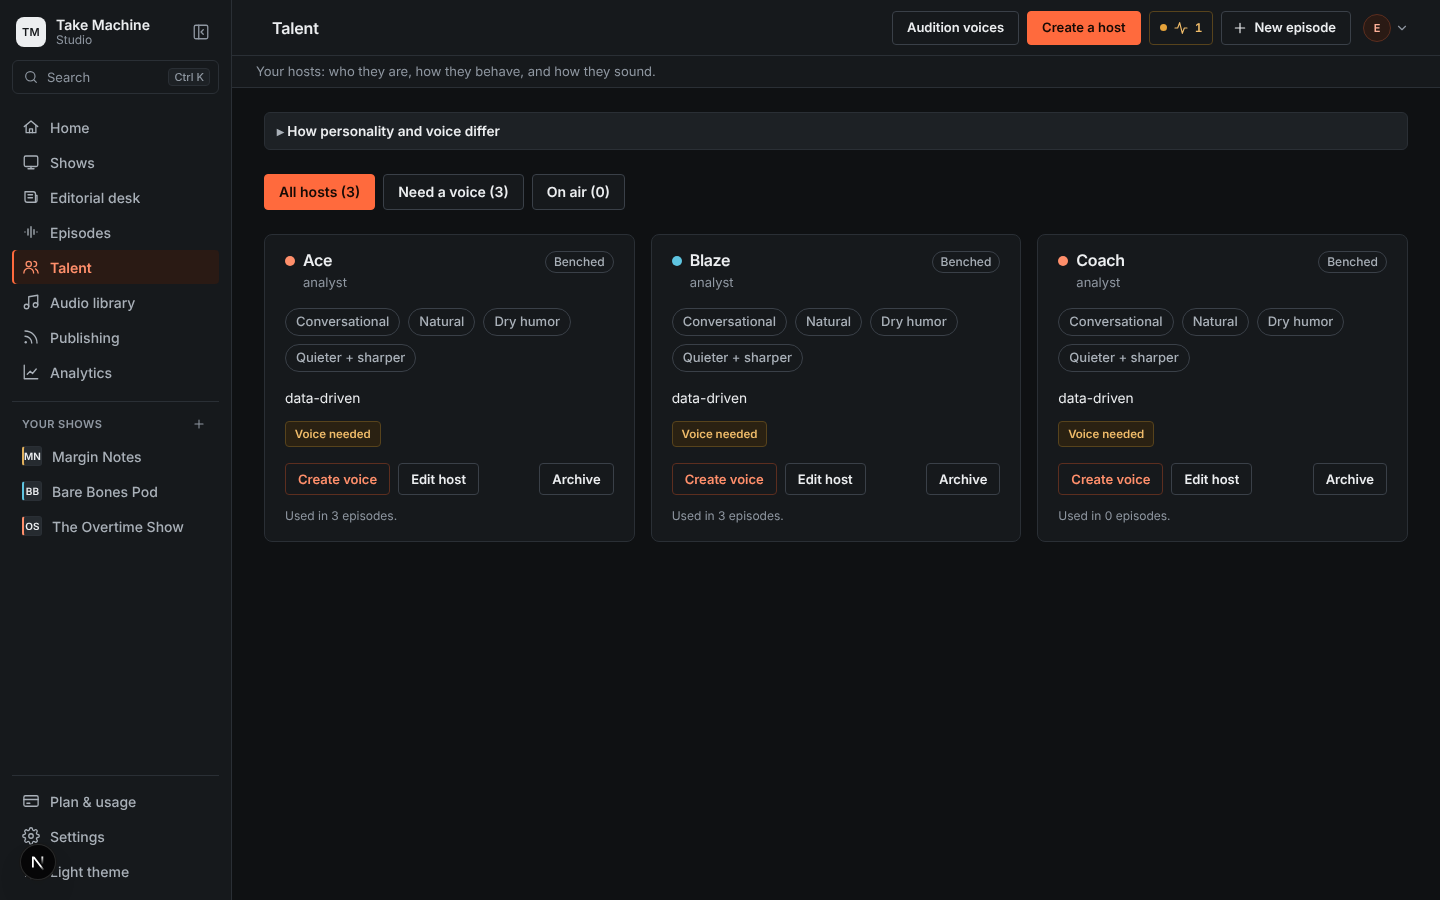 TM
Take Machine
Studio
Search
Ctrl K
Home
Shows
Editorial desk
Episodes
Talent
Audio library
Publishing
Analytics
YOUR SHOWS
MN
Margin Notes
BB
Bare Bones Pod
OS
The Overtime Show
Plan & usage
Settings
N
Light theme
Talent
Audition voices
Create a host
1
New episode
E
Your hosts: who they are, how they behave, and how they sound.
How personality and voice differ
All hosts (3)
Need a voice (3)
On air (0)
Ace
Benched
analyst
Conversational
Natural
Dry humor
Quieter + sharper
data-driven
Voice needed
Create voice
Edit host
Archive
Used in 3 episodes.
Blaze
Benched
analyst
Conversational
Natural
Dry humor
Quieter + sharper
data-driven
Voice needed
Create voice
Edit host
Archive
Used in 3 episodes.
Coach
Benched
analyst
Conversational
Natural
Dry humor
Quieter + sharper
data-driven
Voice needed
Create voice
Edit host
Archive
Used in 0 episodes.